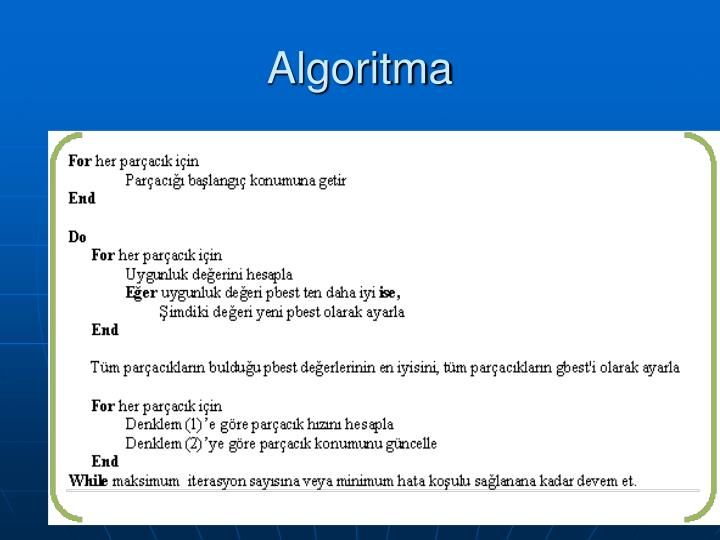 Algoritma
For her parçacık için
Parçacığı başlangıç konumuna getir
End
Do
For her parçacık için
Uygunluk değerini hesapla
Eğer uygunluk değeri pbest ten daha iyi ise,
Şimdiki değeri yeni pbest olarak ayarla
End
Tüm parçacıkların bulduğu pbest değerlerinin en iyisini, tüm parçacıkların gbest'i olarak ayarla
For her parçacık için
Denklem (1)’e göre parçacık hızını hesapla
Denklem (2)’ye göre parçacık konumunu güncelle
End
While maksimum iterasyon sayısına veya minimum hata koşulu sağlanana kadar devem et.